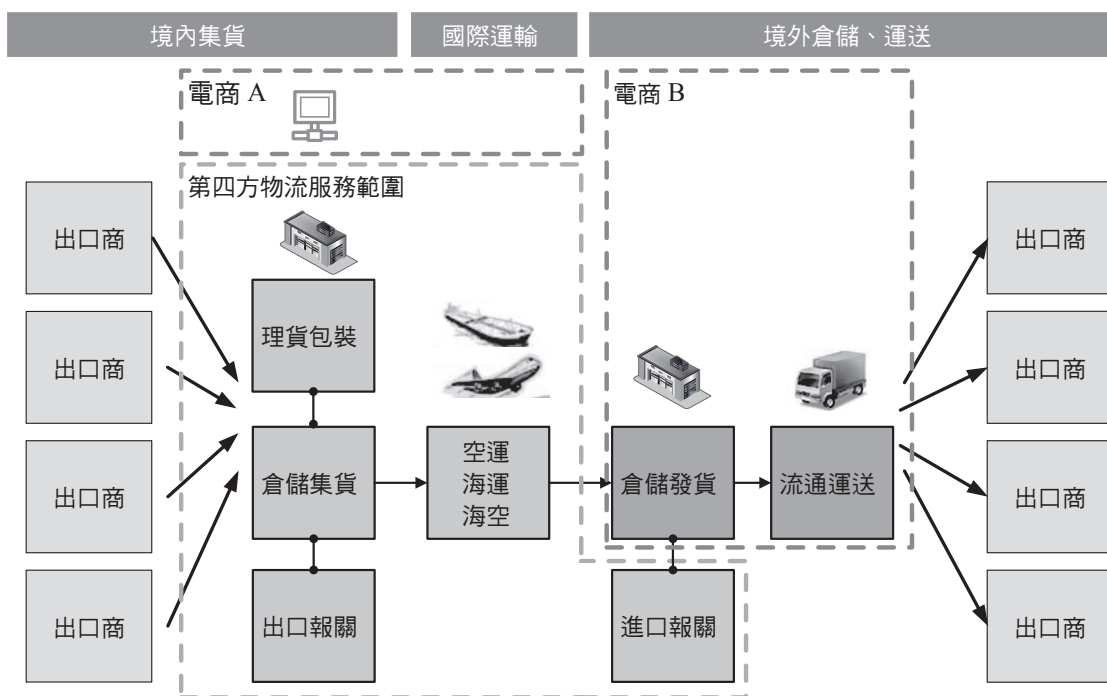 境內集貨
國際運輸
境外倉儲、運送
電商 A
電商 B
第四方物流服務範圍
出口商
出口商
出口商
出口商
理貨包裝
倉儲集貨
出口報關
空運
海運
海空
倉儲發貨
流通運送
進口報關
出口商
出口商
出口商
出口商